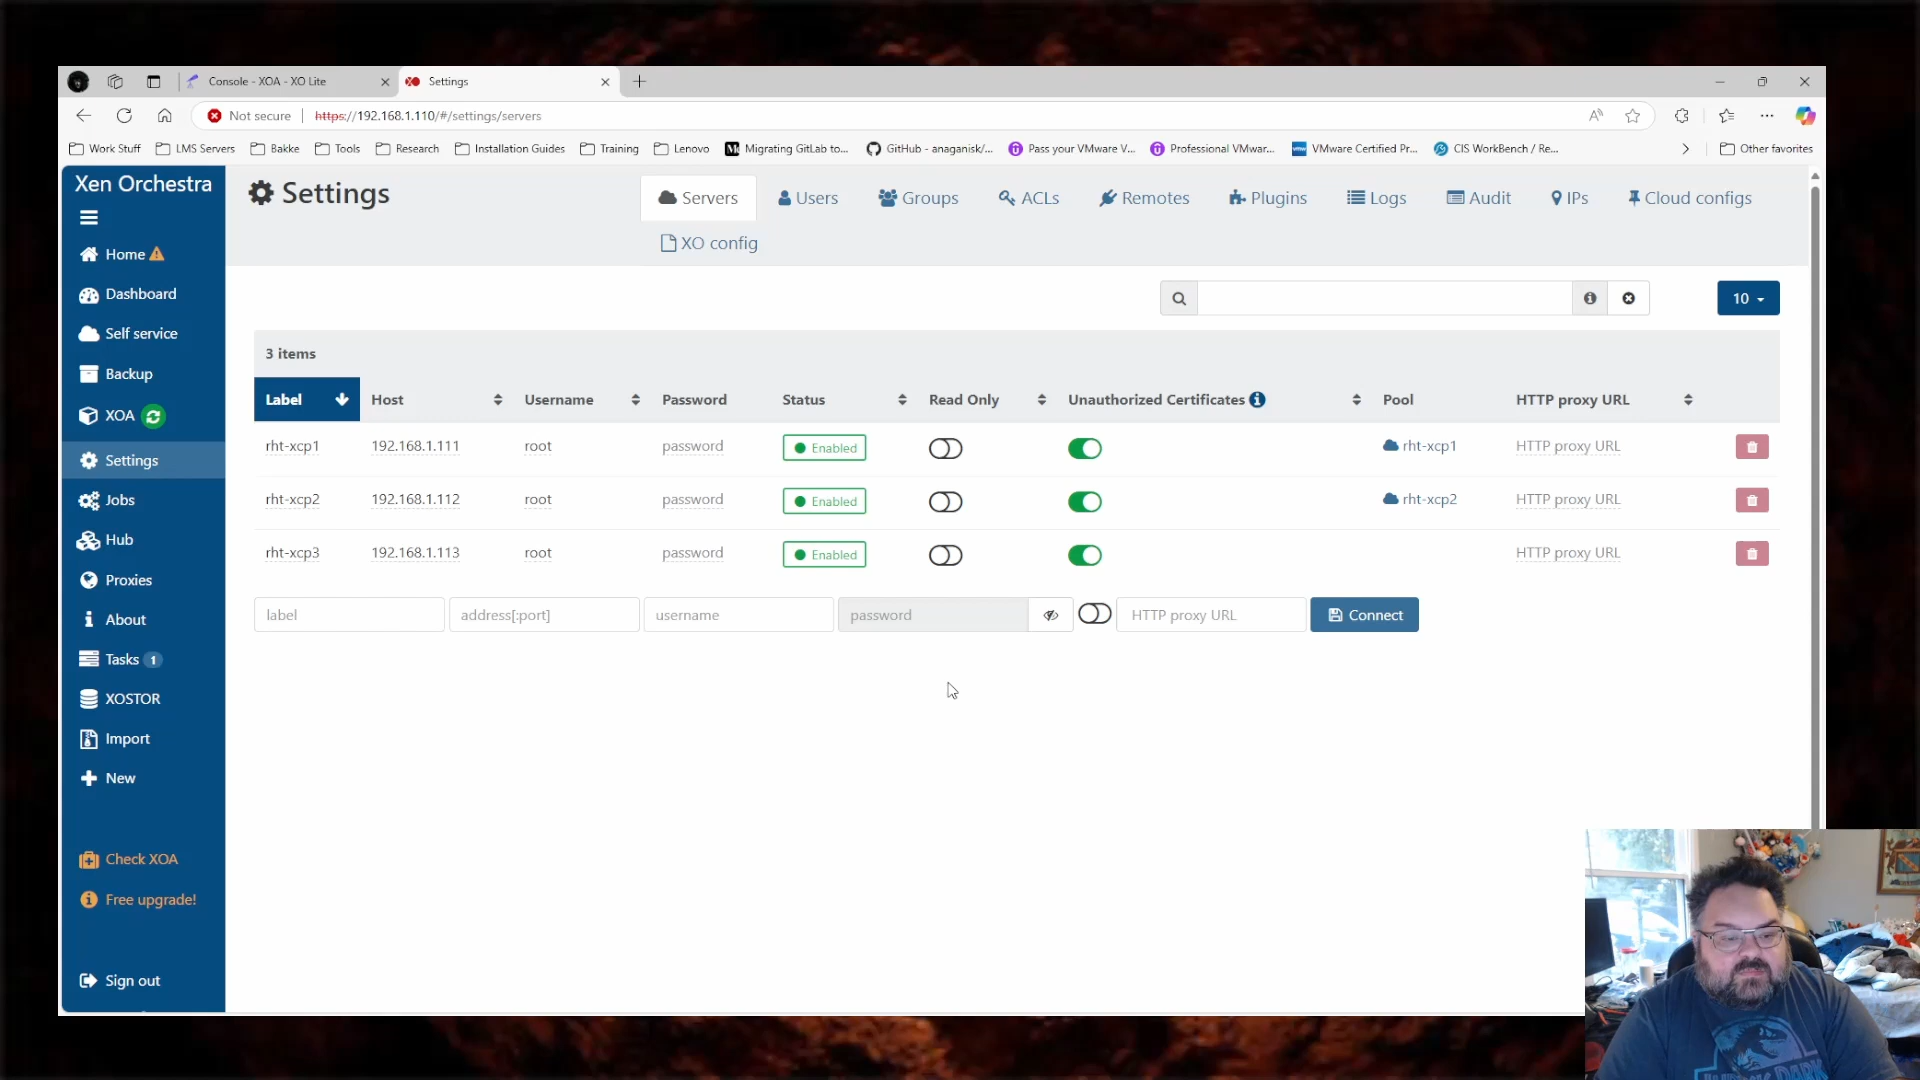 Console - XOA - XO Lite
Settings
Not secure
https://192.168.1.110/#/settings/servers
Work Stuff
LMS Servers
Bakke
Tools
Research
Installation Guides
Training
Lenovo
Migrating GitLab to...
GitHub - anaganisk/...
Pass your VMware V...
Professional VMwar...
VMware Certified Pr...
CIS WorkBench / Re...
Other favorites
Xen Orchestra
Home
Dashboard
Self service
Backup
XOA
Settings
Jobs
Hub
Proxies
About
Tasks 1
XOSTOR
Import
New
Check XOA
Free upgrade!
Sign out
Settings
Servers
Users
Groups
ACLs
Remotes
Plugins
Logs
Audit
IPs
Cloud configs
XO config
10
3 items
Label Host Username Password Status Read Only Unauthorized Certificates Pool HTTP proxy URL
rht-xcp1 192.168.1.111 root password Enabled rht-xcp1 HTTP proxy URL
rht-xcp2 192.168.1.112 root password Enabled rht-xcp2 HTTP proxy URL
rht-xcp3 192.168.1.113 root password Enabled HTTP proxy URL
label address[:port] username password HTTP proxy URL Connect